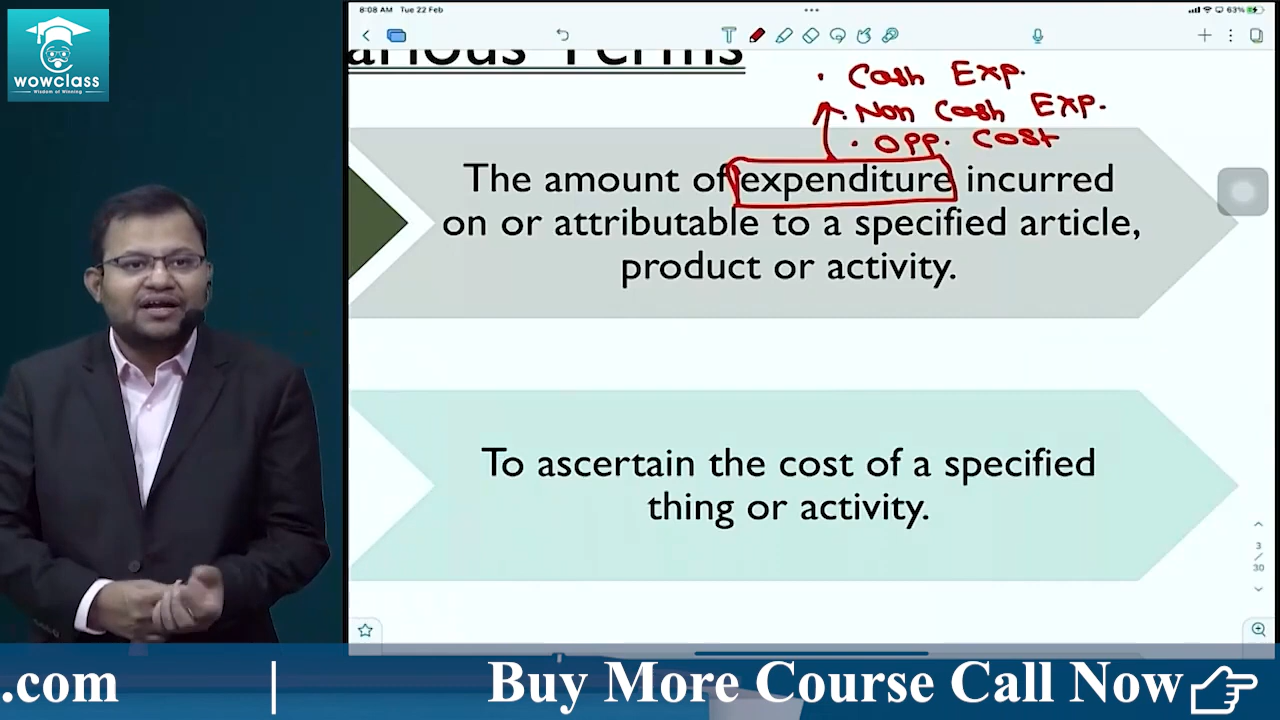 8:08 AM Tue 22 Feb
63%
wowclass
Wisdom of Winning
arious Terms
· Cash Exp.
· Non Cash Exp.
· Opp. Cost
The amount of expenditure incurred
on or attributable to a specified article,
product or activity.
To ascertain the cost of a specified
thing or activity.
3
/
30
.com | Buy More Course Call Now